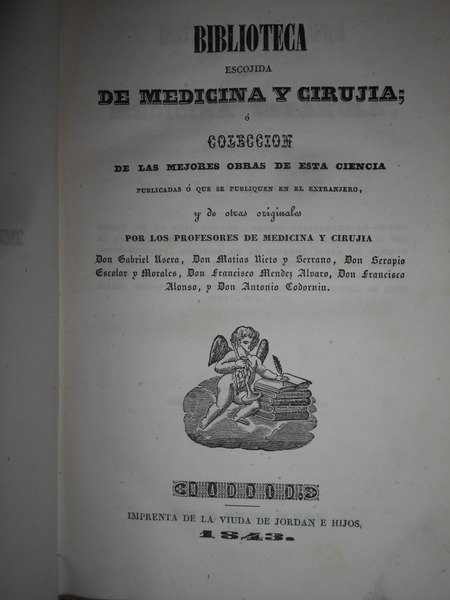 BIBLIOTECA
ESCOJIDA
DE MEDICINA Y CIRUJIA;
ó
COLECCION
DE LAS MEJORES OBRAS DE ESTA CIENCIA
PUBLICADAS Ó QUE SE PUBLIQUEN EN EL EXTRANJERO,
y de otras originales
POR LOS PROFESORES DE MEDICINA Y CIRUJIA
Don Gabriel Usera, Don Matias Nieto y Serrano, Don Serapio
Escolar y Morales, Don Francisco Mendez Alvaro, Don Francisco
Alonso, y Don Antonio Codorniu.
MADRID:
IMPRENTA DE LA VIUDA DE JORDAN E HIJOS,
1843.